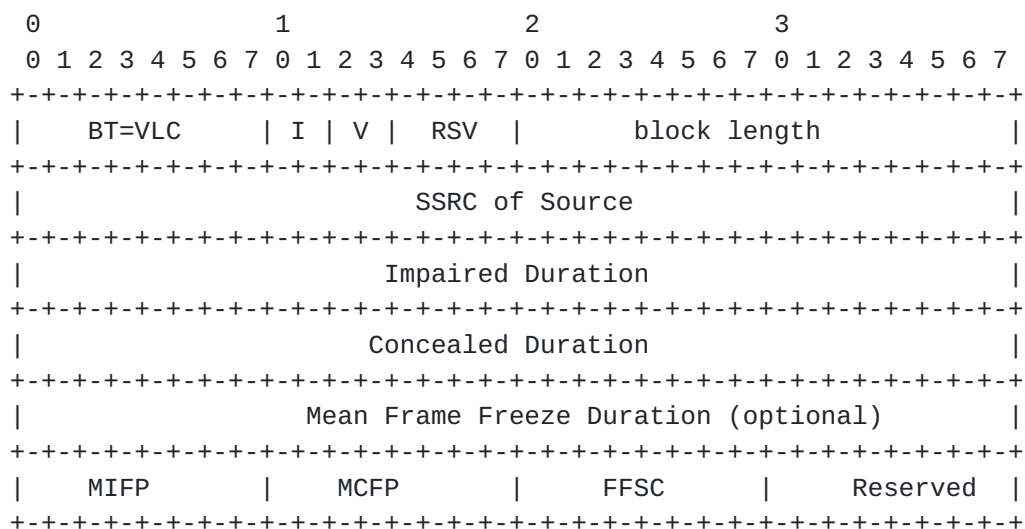 0                   1                   2                   3
0 1 2 3 4 5 6 7 0 1 2 3 4 5 6 7 0 1 2 3 4 5 6 7 0 1 2 3 4 5 6 7
+-+-+-+-+-+-+-+-+-+-+-+-+-+-+-+-+-+-+-+-+-+-+-+-+-+-+-+-+-+-+-+-+
|    BT=VLC     | I | V |  RSV  |       block length            |
+-+-+-+-+-+-+-+-+-+-+-+-+-+-+-+-+-+-+-+-+-+-+-+-+-+-+-+-+-+-+-+-+
|                         SSRC of Source                        |
+-+-+-+-+-+-+-+-+-+-+-+-+-+-+-+-+-+-+-+-+-+-+-+-+-+-+-+-+-+-+-+-+
|                       Impaired Duration                       |
+-+-+-+-+-+-+-+-+-+-+-+-+-+-+-+-+-+-+-+-+-+-+-+-+-+-+-+-+-+-+-+-+
|                      Concealed Duration                       |
+-+-+-+-+-+-+-+-+-+-+-+-+-+-+-+-+-+-+-+-+-+-+-+-+-+-+-+-+-+-+-+-+
|                  Mean Frame Freeze Duration (optional)        |
+-+-+-+-+-+-+-+-+-+-+-+-+-+-+-+-+-+-+-+-+-+-+-+-+-+-+-+-+-+-+-+-+
|    MIFP       |    MCFP       |     FFSC      |     Reserved  |
+-+-+-+-+-+-+-+-+-+-+-+-+-+-+-+-+-+-+-+-+-+-+-+-+-+-+-+-+-+-+-+-+